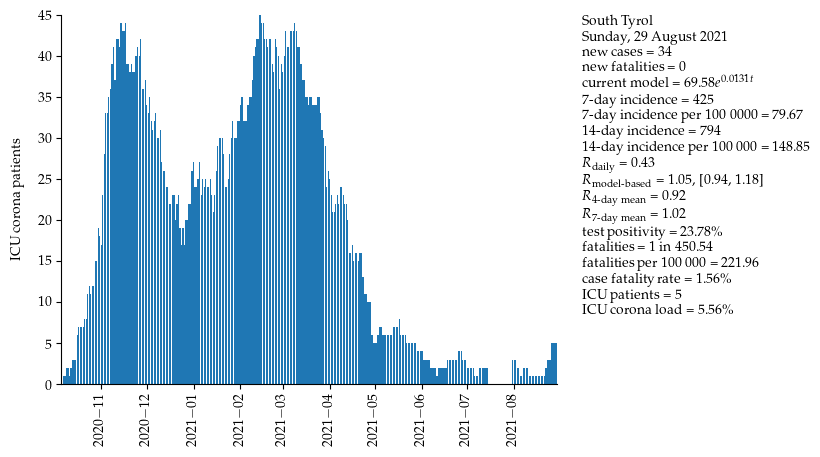 South Tyrol
Sunday, 29 August 2021
new cases = 34
new fatalities = 0
current model = 69.58e^0.0131t
7-day incidence = 425
7-day incidence per 100 0000 = 79.67
14-day incidence = 794
14-day incidence per 100 000 = 148.85
R_daily = 0.43
R_model-based = 1.05, [0.94, 1.18]
R_4-day mean = 0.92
R_7-day mean = 1.02
test positivity = 23.78%
fatalities = 1 in 450.54
fatalities per 100 000 = 221.96
case fatality rate = 1.56%
ICU patients = 5
ICU corona load = 5.56%
ICU corona patients
45
40
35
30
25
20
15
10
5
0
2020−11
2020−12
2021−01
2021−02
2021−03
2021−04
2021−05
2021−06
2021−07
2021−08